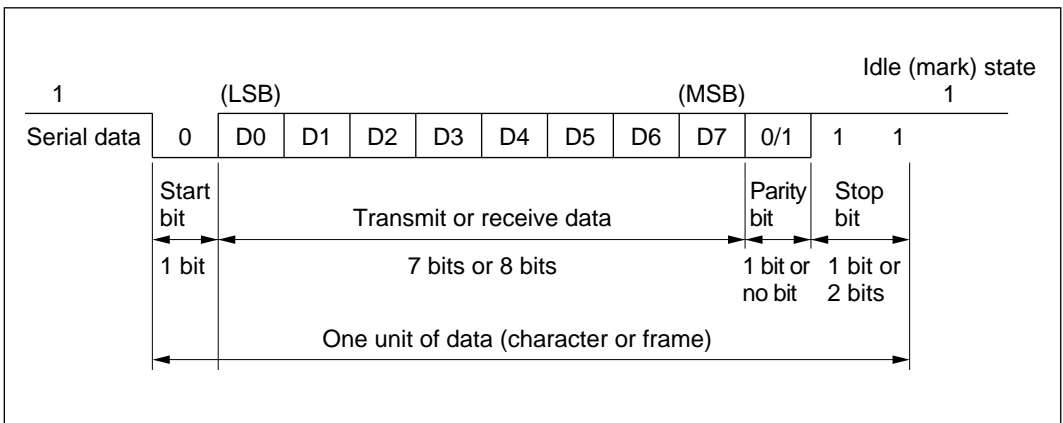 Idle (mark) state
1 (LSB) (MSB) 1
Serial data 0 D0 D1 D2 D3 D4 D5 D6 D7 0/1 1 1
Start bit
Transmit or receive data
Parity bit
Stop bit
1 bit
7 bits or 8 bits
1 bit or no bit
1 bit or 2 bits
One unit of data (character or frame)